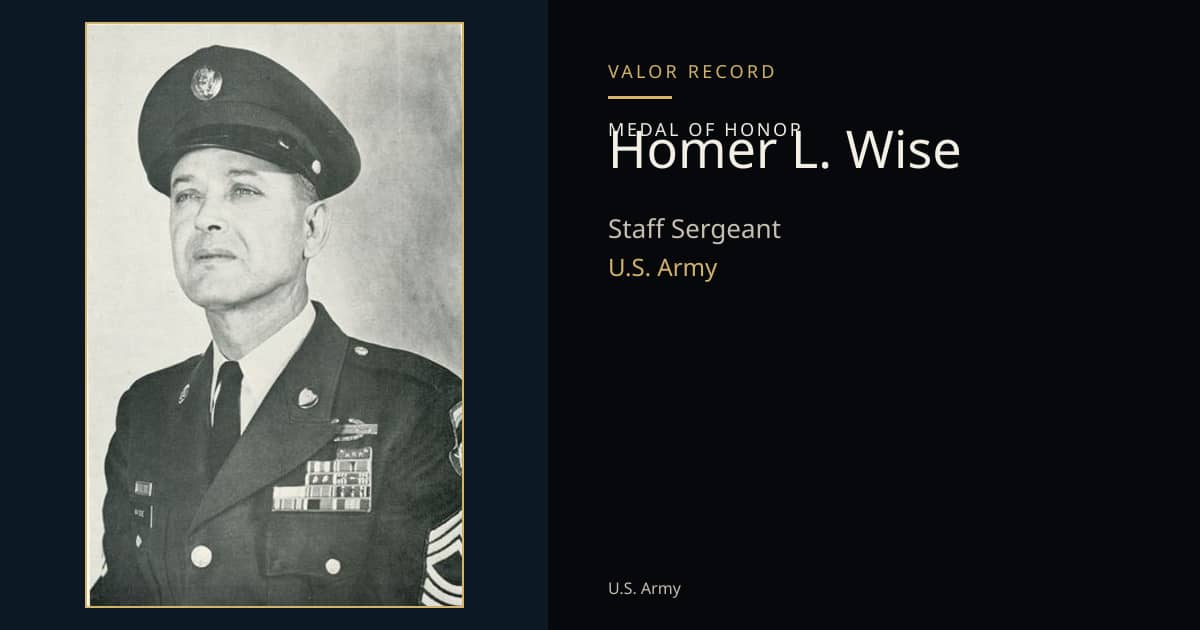 VALOR RECORD
MEDAL OF HONOR
Homer L. Wise
Staff Sergeant
U.S. Army
U.S. Army